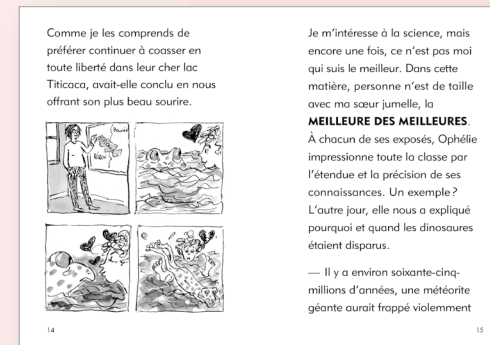 Comme je les comprends de
préférer continuer à coasser en
toute liberté dans leur cher lac
Titicaca, avait-elle conclu en nous
offrant son plus beau sourire.
14
Je m'intéresse à la science, mais
encore une fois, ce n'est pas moi
qui suis le meilleur. Dans cette
matière, personne n'est de taille
avec ma sœur jumelle, la
MEILLEURE DES MEILLEURES.
À chacun de ses exposés, Ophélie
impressionne toute la classe par
l'étendue et la précision de ses
connaissances. Un exemple ?
L'autre jour, elle nous a expliqué
pourquoi et quand les dinosaures
étaient disparus.
— Il y a environ soixante-cinq-
millions d'années, une météorite
géante aurait frappé violemment
15